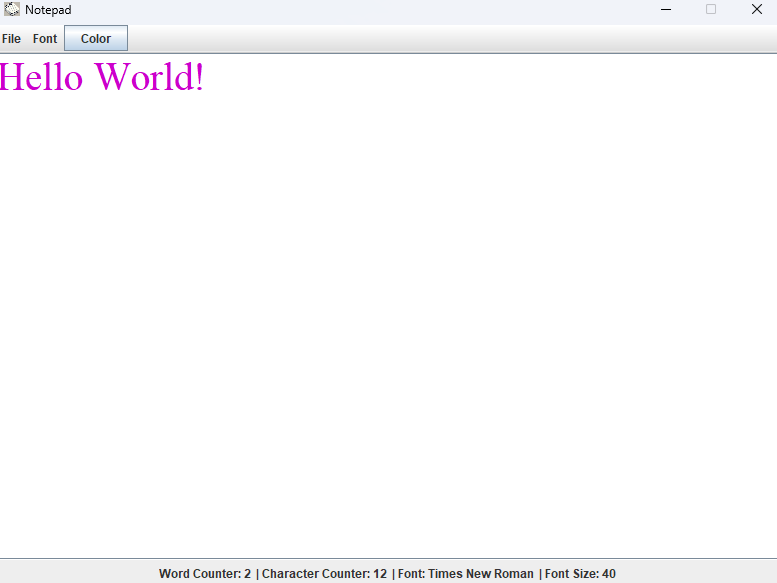 Notepad
File Font Color
Hello World!
Word Counter: 2 | Character Counter: 12 | Font: Times New Roman | Font Size: 40